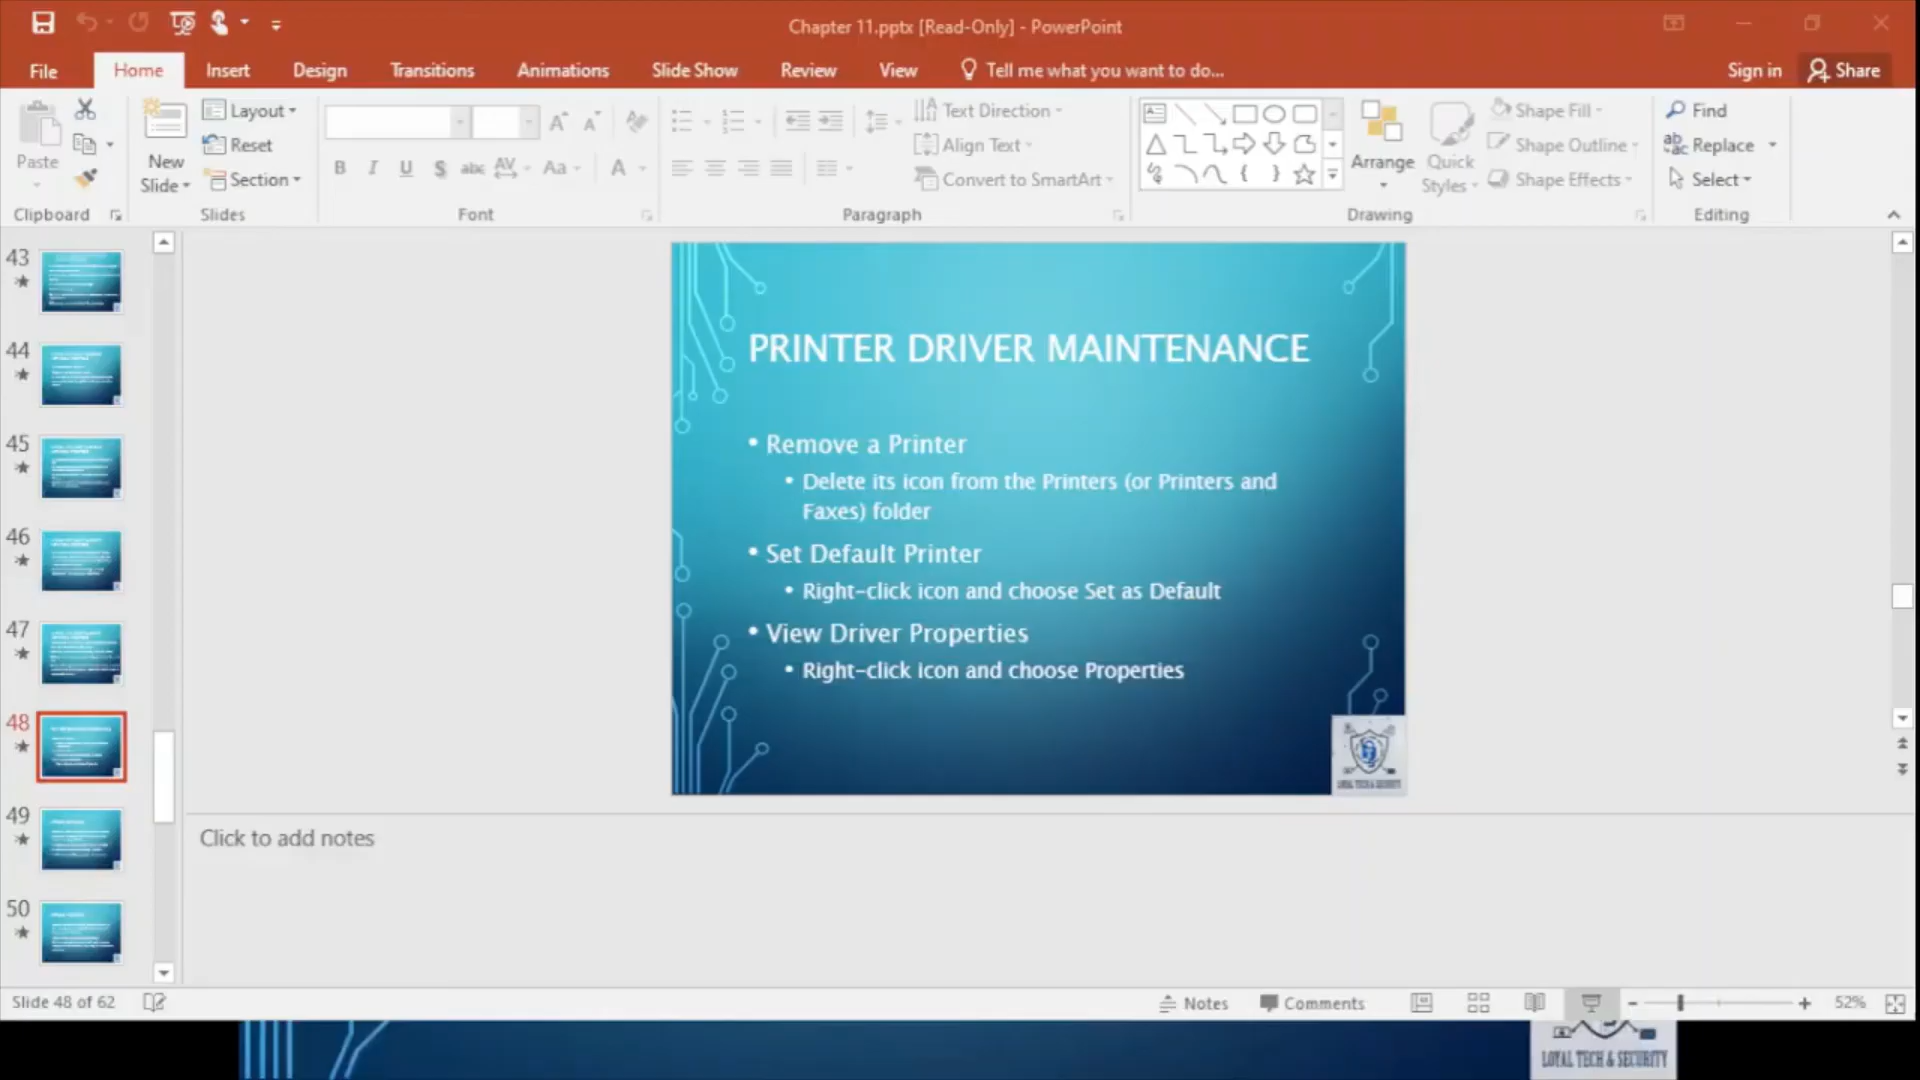 Chapter 11.pptx [Read-Only] - PowerPoint
File
Home
Insert
Design
Transitions
Animations
Slide Show
Review
View
Tell me what you want to do...
Sign in
Share
Paste
New
Slide
Layout
Reset
Section
B I U S abc AV Aa A
Text Direction
Align Text
Convert to SmartArt
Arrange
Quick
Styles
Shape Fill
Shape Outline
Shape Effects
Find
Replace
Select
Clipboard
Slides
Font
Paragraph
Drawing
Editing
43
44
45
46
47
48
49
50
PRINTER DRIVER MAINTENANCE
• Remove a Printer
• Delete its icon from the Printers (or Printers and
Faxes) folder
• Set Default Printer
• Right-click icon and choose Set as Default
• View Driver Properties
• Right-click icon and choose Properties
LOYAL TECH & SECURITY
Click to add notes
Slide 48 of 62
Notes
Comments
52%
LOYAL TECH & SECURITY